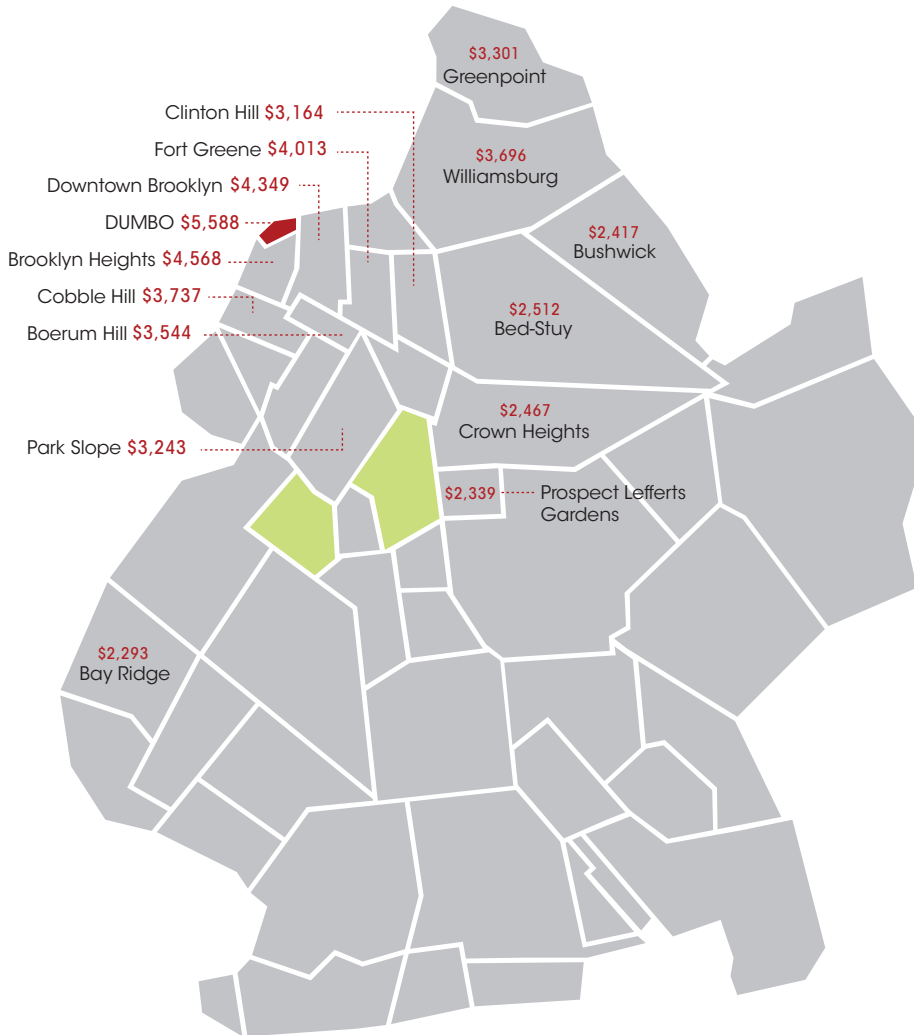 $3,301
Greenpoint
Clinton Hill $3,164
Fort Greene $4,013
$3,696
Williamsburg
Downtown Brooklyn $4,349
DUMBO $5,588
$2,417
Bushwick
Brooklyn Heights $4,568
Cobble Hill $3,737
$2,512
Bed-Stuy
Boerum Hill $3,544
$2,467
Crown Heights
Park Slope $3,243
$2,339 Prospect Lefferts
Gardens
$2,293
Bay Ridge